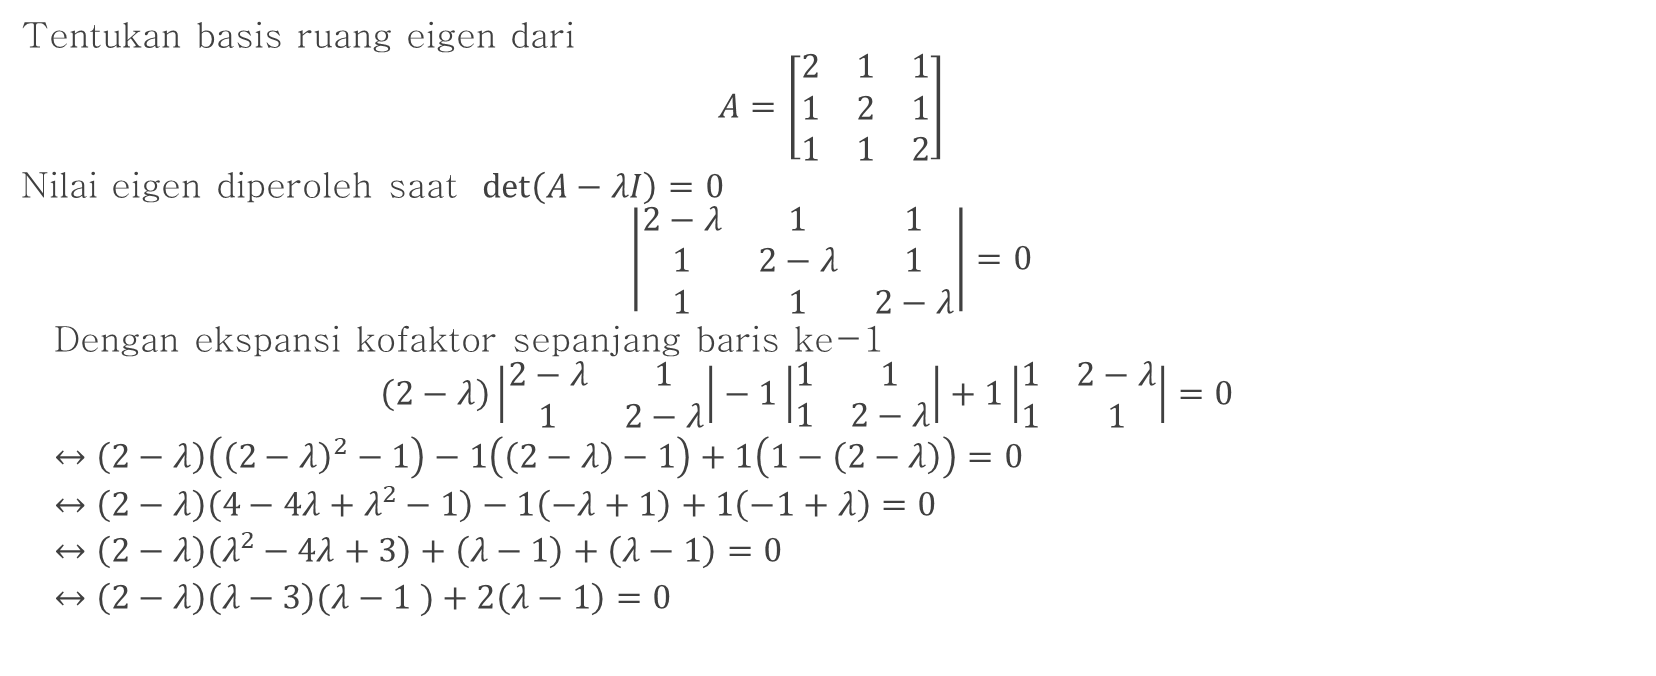 Tentukan basis ruang eigen dari
A = [2 1 1
1 2 1
1 1 2]
Nilai eigen diperoleh saat det(A − λI) = 0
|2 − λ 1 1
1 2 − λ 1
1 1 2 − λ| = 0
Dengan ekspansi kofaktor sepanjang baris ke-1
(2 − λ) |2 − λ 1; 1 2 − λ| − 1 |1 1; 1 2 − λ| + 1 |1 2 − λ; 1 1| = 0
↔ (2 − λ)((2 − λ)² − 1) − 1((2 − λ) − 1) + 1(1 − (2 − λ)) = 0
↔ (2 − λ)(4 − 4λ + λ² − 1) − 1(−λ + 1) + 1(−1 + λ) = 0
↔ (2 − λ)(λ² − 4λ + 3) + (λ − 1) + (λ − 1) = 0
↔ (2 − λ)(λ − 3)(λ − 1 ) + 2(λ − 1) = 0